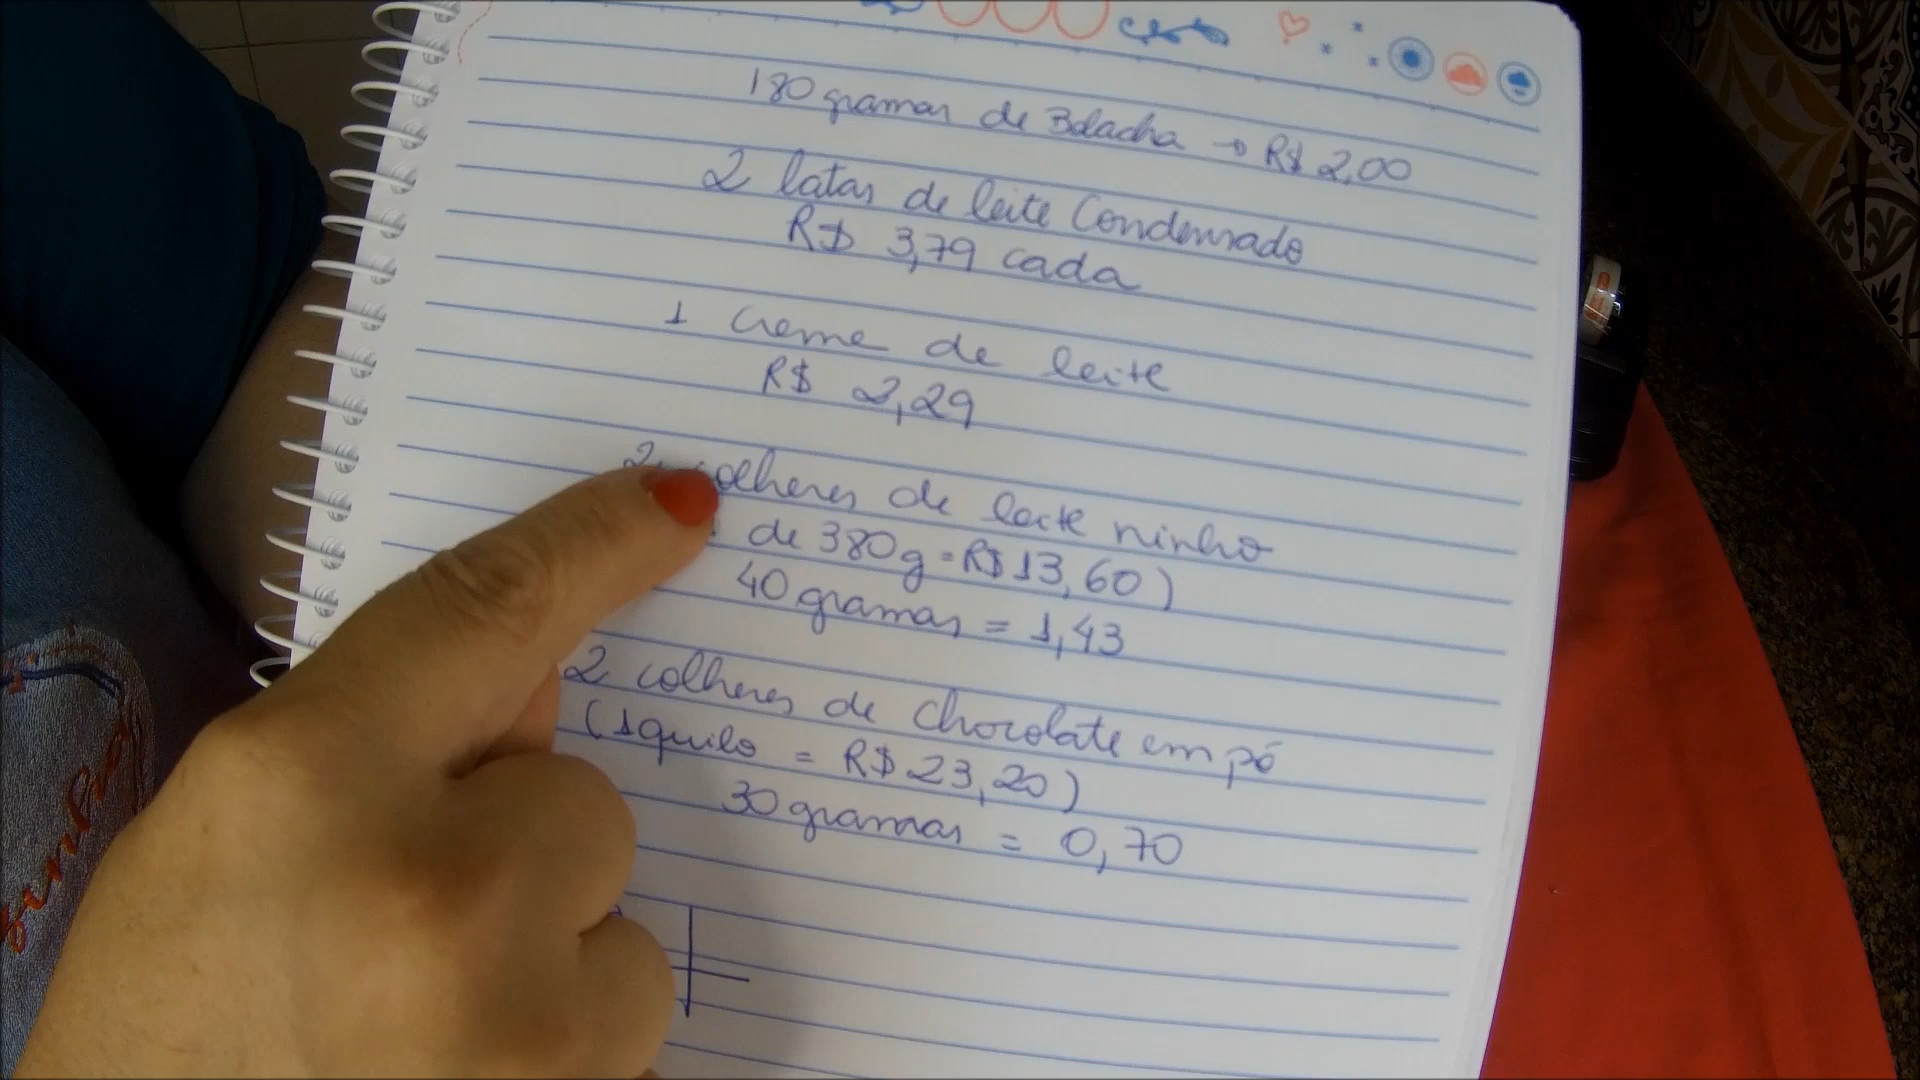 180 gramas de Bolacha → R$ 2,00
2 latas de leite Condensado
R$ 3,79 cada
1 creme de leite
R$ 2,29
2 colheres de leite ninho
de 380g = R$ 13,60)
40 gramas = 1,43
2 colheres de chocolate em pó
(1quilo = R$ 23,20)
30 gramas = 0,70